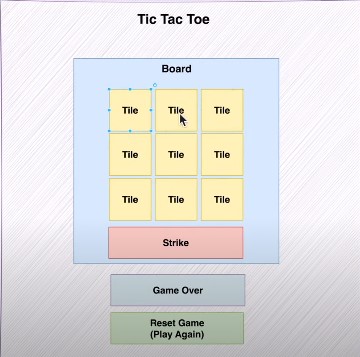 Tic Tac Toe
Board
Tile Tile Tile
Tile Tile Tile
Tile Tile Tile
Strike
Game Over
Reset Game
(Play Again)